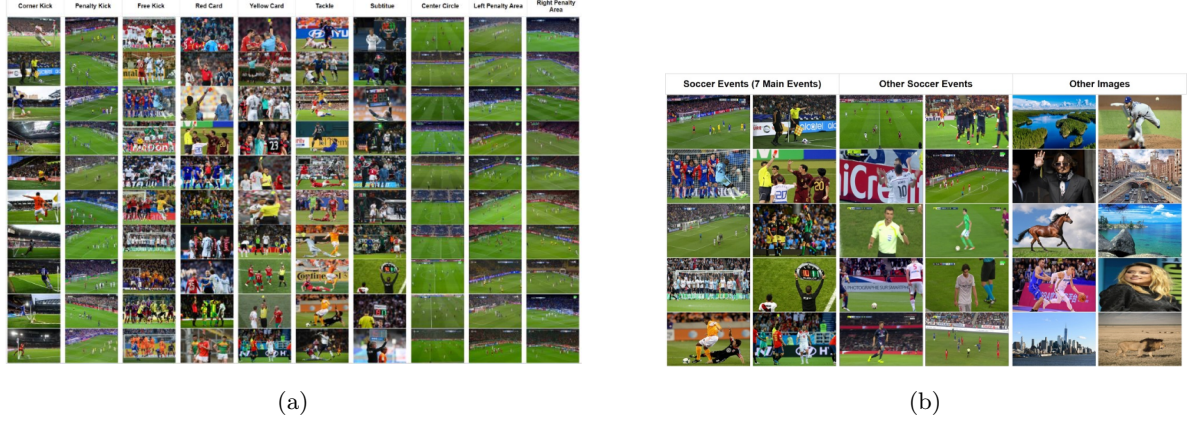 Corner Kick Penalty Kick Free Kick Red Card Yellow Card Tackle Subtitue Center Circle Left Penalty Area Right Penalty
Area
Soccer Events (7 Main Events) Other Soccer Events Other Images
(a)
(b)